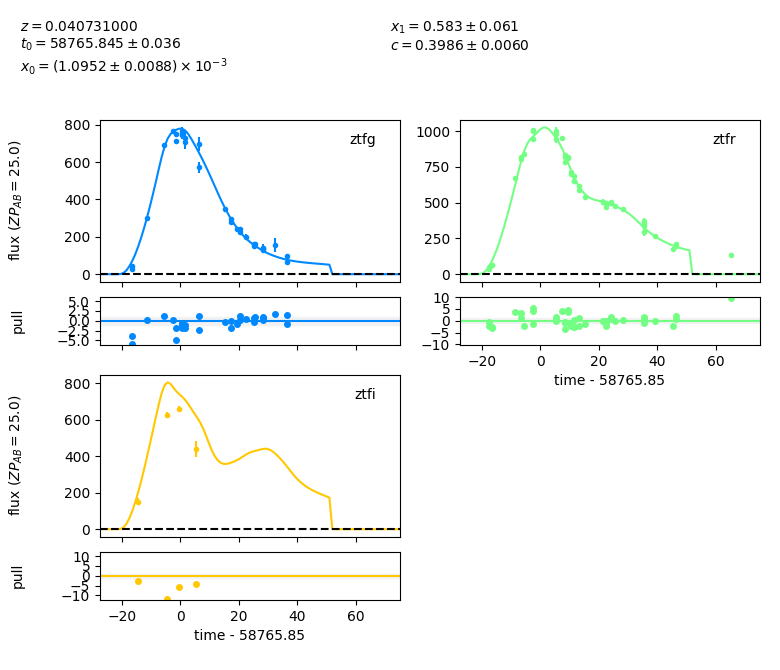 z = 0.040731000
t₀ = 58765.845 ± 0.036
x₀ = (1.0952 ± 0.0088) × 10⁻³
x₁ = 0.583 ± 0.061
c = 0.3986 ± 0.0060
flux (ZP_AB = 25.0)
800
600
400
200
0
ztfg
1000
750
500
250
0
ztfr
pull
5.0
2.5
0.0
−2.5
−5.0
10
5
0
−5
−10
−20 0 20 40 60
time - 58765.85
flux (ZP_AB = 25.0)
800
600
400
200
0
ztfi
pull
10
5
0
−5
−10
−20 0 20 40 60
time - 58765.85